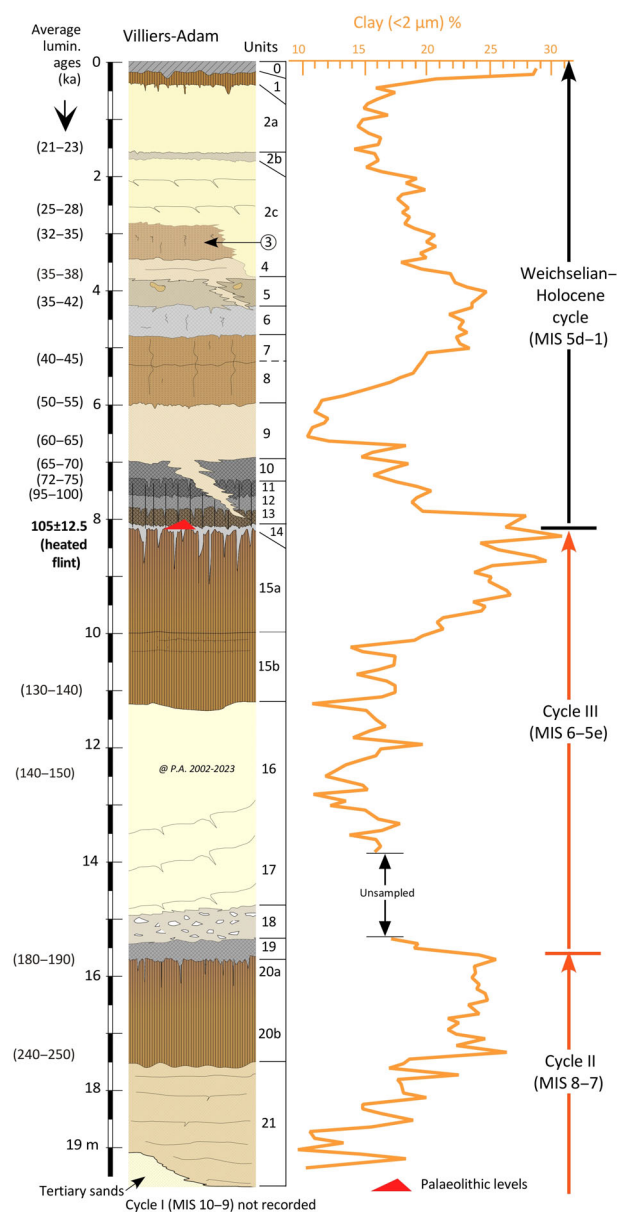 Average
lumin.
ages
(ka)
Villiers-Adam
Units
Clay (<2 µm) %
10 15 20 25 30
0
2
4
6
8
10
12
14
16
18
19 m
(21–23)
(25–28)
(32–35)
(35–38)
(35–42)
(40–45)
(50–55)
(60–65)
(65–70)
(72–75)
(95–100)
105±12.5
(heated
flint)
(130–140)
(140–150)
(180–190)
(240–250)
0
1
2a
2b
2c
3
4
5
6
7
8
9
10
11
12
13
14
15a
15b
16
17
18
19
20a
20b
21
@ P.A. 2002-2023
Weichselian–
Holocene
cycle
(MIS 5d–1)
Cycle III
(MIS 6–5e)
Unsampled
Cycle II
(MIS 8–7)
Palaeolithic levels
Tertiary sands
Cycle I (MIS 10–9) not recorded